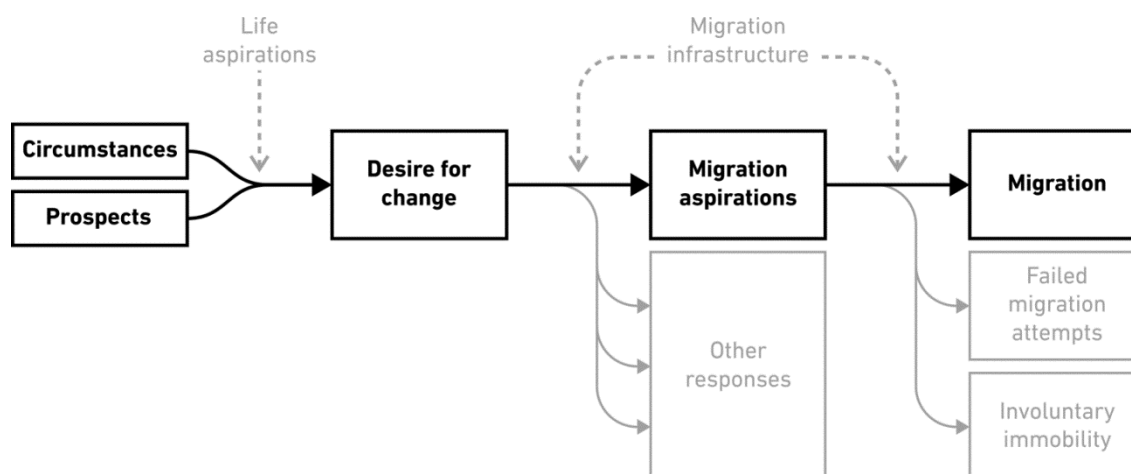 Life
aspirations
Migration
infrastructure
Circumstances
Prospects
Desire for
change
Migration
aspirations
Migration
Other
responses
Failed
migration
attempts
Involuntary
immobility